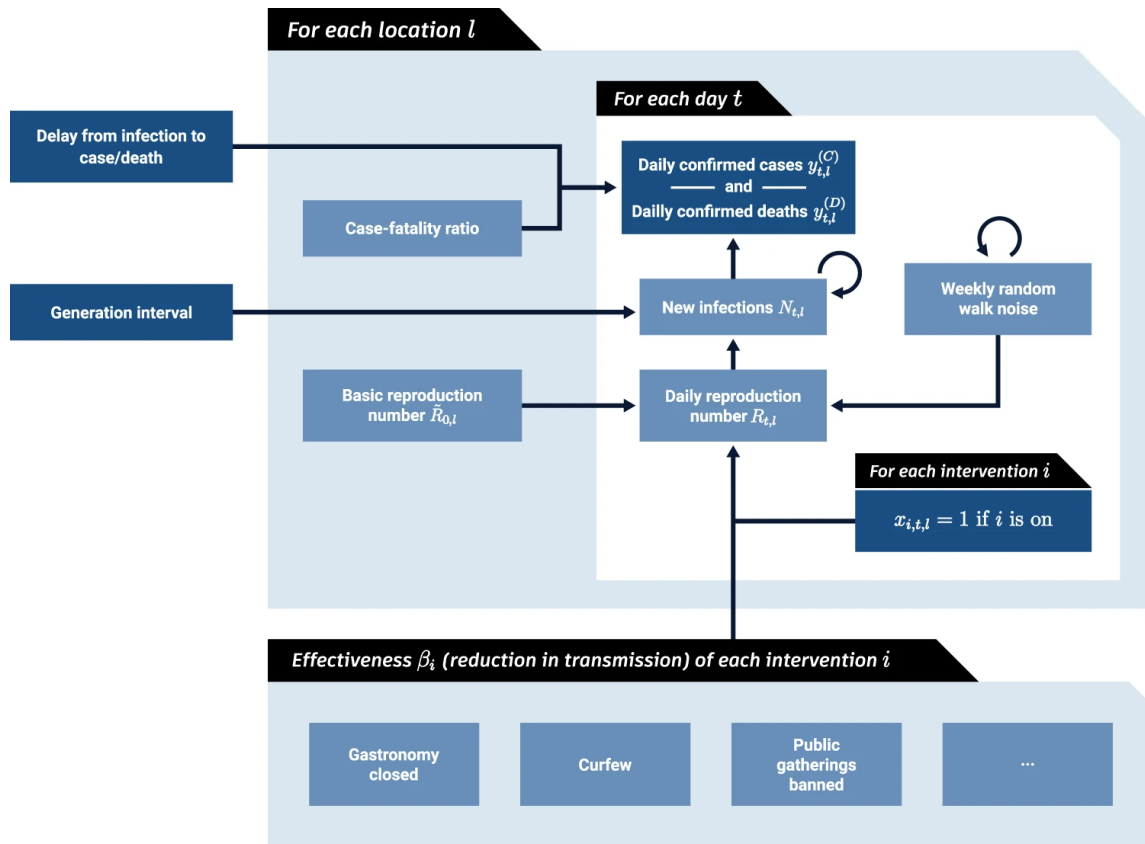 For each location l
For each day t
Delay from infection to
case/death
Daily confirmed cases y_{t,l}^{(C)}
and
Dailly confirmed deaths y_{t,l}^{(D)}
Case-fatality ratio
Weekly random
walk noise
Generation interval
New infections N_{t,l}
Basic reproduction
number R̃_{0,l}
Daily reproduction
number R_{t,l}
For each intervention i
x_{i,t,l} = 1 if i is on
Effectiveness β_i (reduction in transmission) of each intervention i
Gastronomy
closed
Curfew
Public
gatherings
banned
...